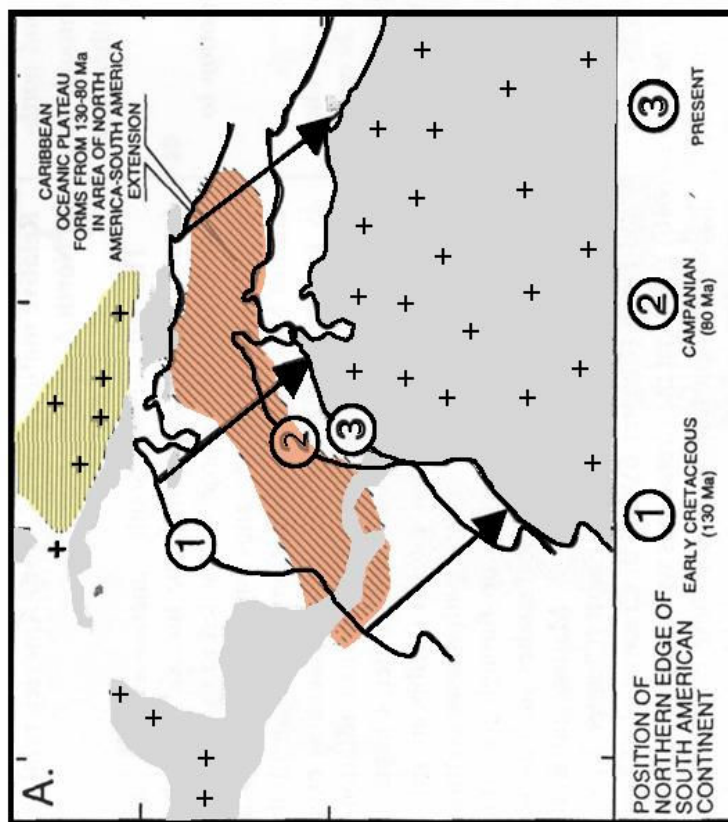 A.
CARIBBEAN
OCEANIC PLATEAU
FORMS FROM 130-80 Ma
IN AREA OF NORTH
AMERICA-SOUTH AMERICA
EXTENSION
1
2
3
POSITION OF
NORTHERN EDGE OF
SOUTH AMERICAN
CONTINENT
1
EARLY CRETACEOUS
(130 Ma)
2
CAMPANIAN
(80 Ma)
3
PRESENT